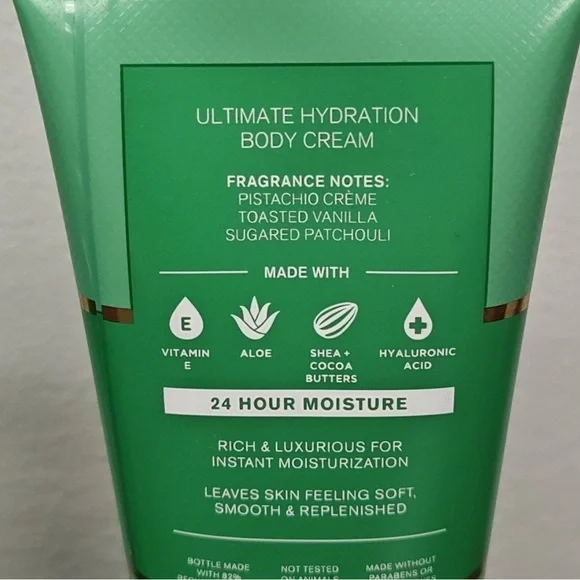 ULTIMATE HYDRATION
BODY CREAM
FRAGRANCE NOTES:
PISTACHIO CRÈME
TOASTED VANILLA
SUGARED PATCHOULI
MADE WITH
E
VITAMIN
E
ALOE
SHEA +
COCOA
BUTTERS
HYALURONIC
ACID
24 HOUR MOISTURE
RICH & LUXURIOUS FOR
INSTANT MOISTURIZATION
LEAVES SKIN FEELING SOFT,
SMOOTH & REPLENISHED
BOTTLE MADE
WITH 82%
NOT TESTED
ON ANIMALS
MADE WITHOUT
PARABENS OR